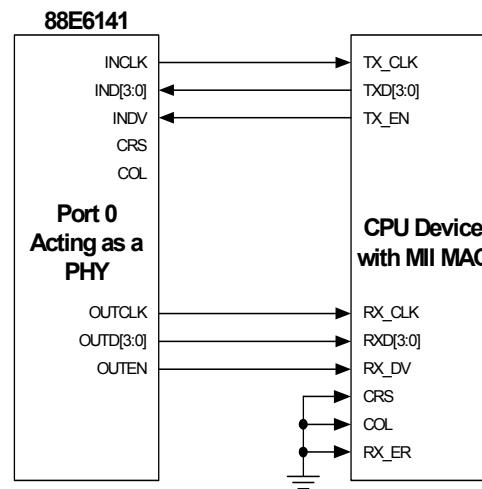 88E6141
INCLK
IND[3:0]
INDV
CRS
COL
Port 0
Acting as a
PHY
OUTCLK
OUTD[3:0]
OUTEN
TX_CLK
TXD[3:0]
TX_EN
CPU Device
with MII MAC
RX_CLK
RXD[3:0]
RX_DV
CRS
COL
RX_ER